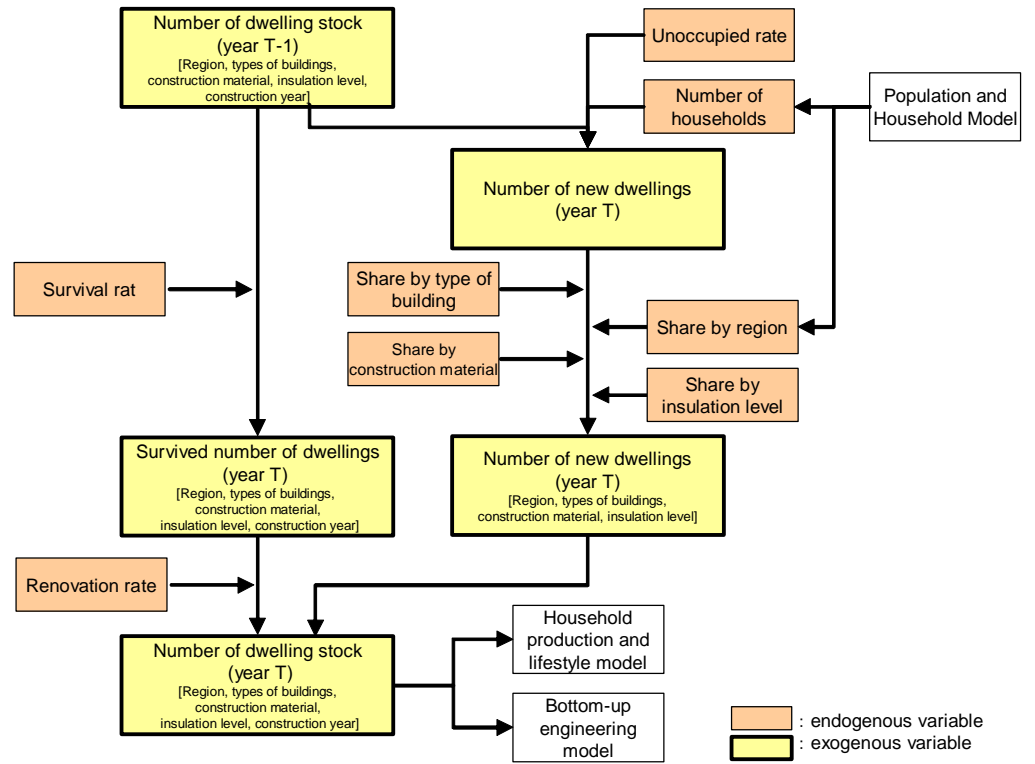 Number of dwelling stock
(year T-1)
[Region, types of buildings,
construction material, insulation level,
construction year]
Unoccupied rate
Number of
households
Population and
Household Model
Number of new dwellings
(year T)
Survival rat
Share by type of
building
Share by region
Share by
construction material
Share by
insulation level
Survived number of dwellings
(year T)
[Region, types of buildings,
construction material,
insulation level, construction year]
Number of new dwellings
(year T)
[Region, types of buildings,
construction material, insulation level]
Renovation rate
Number of dwelling stock
(year T)
[Region, types of buildings,
construction material,
insulation level, construction year]
Household
production and
lifestyle model
Bottom-up
engineering
model
: endogenous variable
: exogenous variable